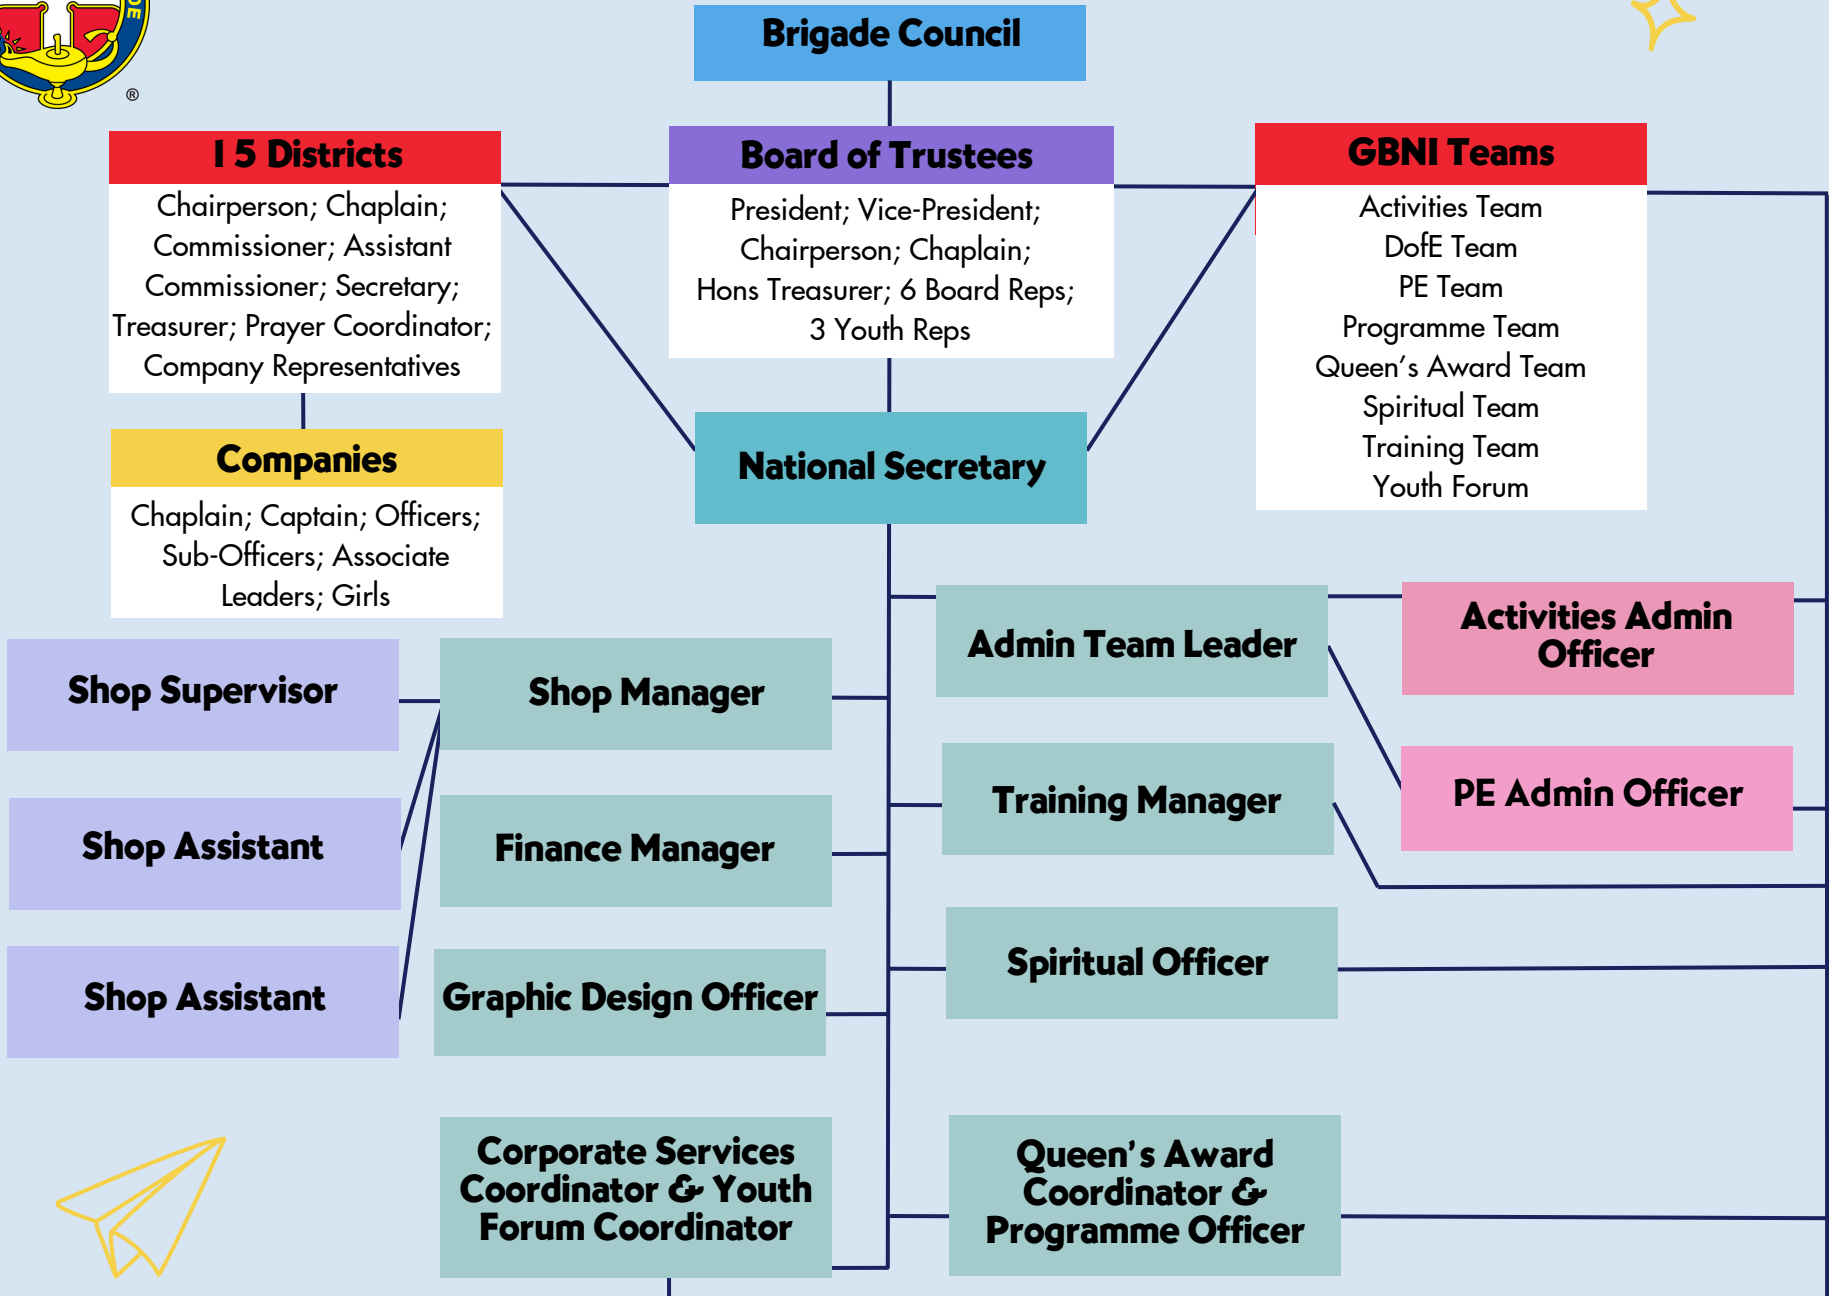 DE
®
Brigade Council
15 Districts
Chairperson; Chaplain;
Commissioner; Assistant
Commissioner; Secretary;
Treasurer; Prayer Coordinator;
Company Representatives
Board of Trustees
President; Vice-President;
Chairperson; Chaplain;
Hons Treasurer; 6 Board Reps;
3 Youth Reps
GBNI Teams
Activities Team
DofE Team
PE Team
Programme Team
Queen's Award Team
Spiritual Team
Training Team
Youth Forum
Companies
Chaplain; Captain; Officers;
Sub-Officers; Associate
Leaders; Girls
National Secretary
Shop Supervisor
Shop Assistant
Shop Assistant
Shop Manager
Finance Manager
Graphic Design Officer
Corporate Services
Coordinator & Youth
Forum Coordinator
Admin Team Leader
Training Manager
Spiritual Officer
Queen's Award
Coordinator &
Programme Officer
Activities Admin
Officer
PE Admin Officer